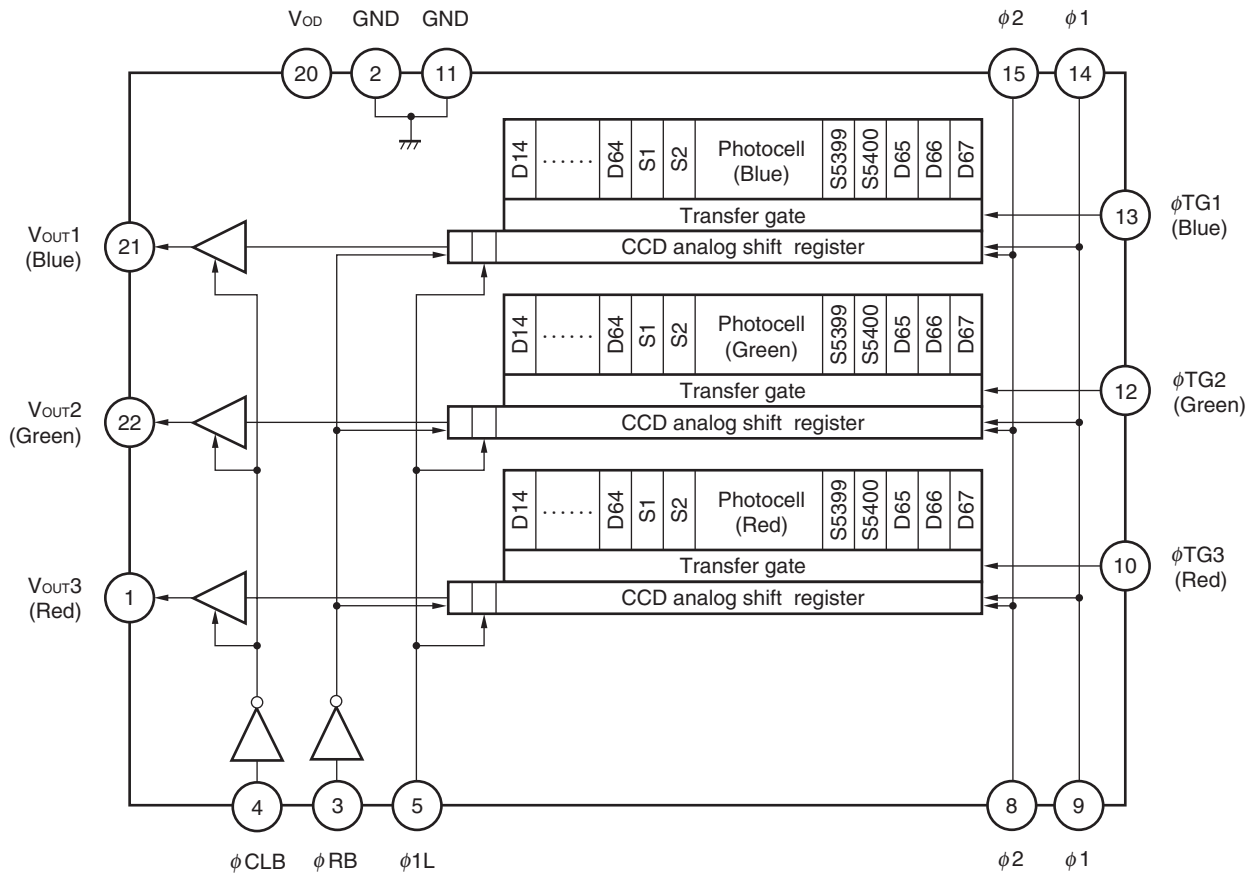 VOD GND GND φ2 φ1
20 2 11 15 14
D14 ...... D64 S1 S2 Photocell (Blue) S5399 S5400 D65 D66 D67
Transfer gate
13 φTG1 (Blue)
VOUT1 (Blue)
21
CCD analog shift register
D14 ...... D64 S1 S2 Photocell (Green) S5399 S5400 D65 D66 D67
Transfer gate
12 φTG2 (Green)
VOUT2 (Green)
22
CCD analog shift register
D14 ...... D64 S1 S2 Photocell (Red) S5399 S5400 D65 D66 D67
Transfer gate
10 φTG3 (Red)
VOUT3 (Red)
1
CCD analog shift register
4 3 5 8 9
φCLB φRB φ1L φ2 φ1